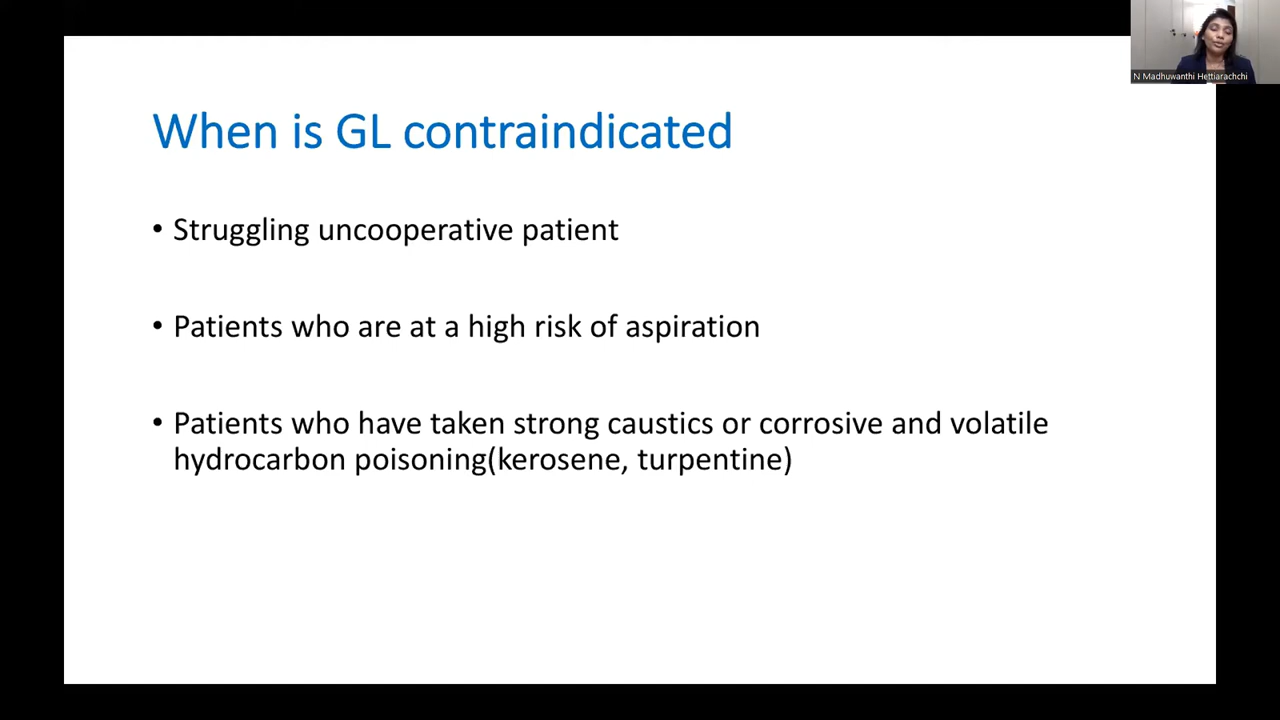 N Madhuwanthi Hettiarachchi
When is GL contraindicated
• Struggling uncooperative patient
• Patients who are at a high risk of aspiration
• Patients who have taken strong caustics or corrosive and volatile
hydrocarbon poisoning(kerosene, turpentine)